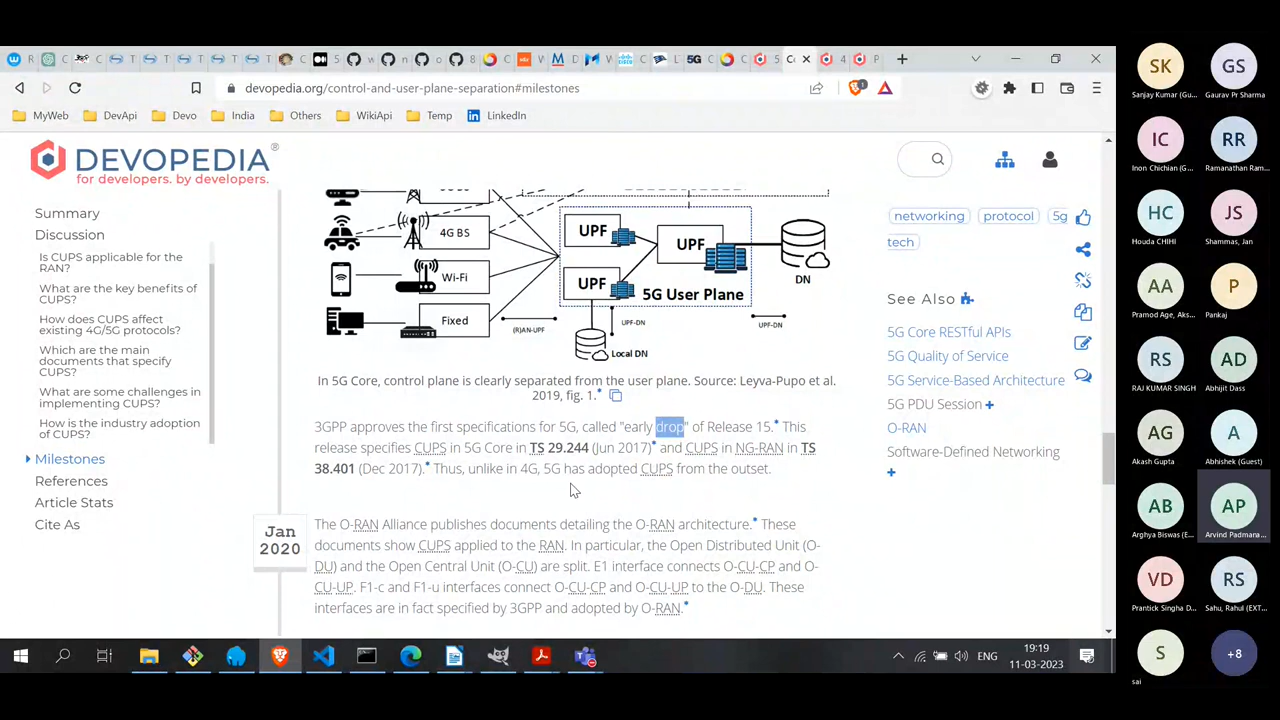 devopedia.org/control-and-user-plane-separation#milestones
MyWeb DevApi Devo India Others WikiApi Temp LinkedIn
DEVOPEDIA®
for developers. by developers.
Summary
Discussion
Is CUPS applicable for the
RAN?
What are the key benefits of
CUPS?
How does CUPS affect
existing 4G/5G protocols?
Which are the main
documents that specify
CUPS?
What are some challenges in
implementing CUPS?
How is the industry adoption
of CUPS?
Milestones
References
Article Stats
Cite As
4G BS
Wi-Fi
Fixed
UPF
UPF
UPF
5G User Plane
DN
(R)AN-UPF
UPF-DN
UPF-DN
Local DN
In 5G Core, control plane is clearly separated from the user plane. Source: Leyva-Pupo et al.
2019, fig. 1.*
3GPP approves the first specifications for 5G, called "early drop" of Release 15.* This
release specifies CUPS in 5G Core in TS 29.244 (Jun 2017)* and CUPS in NG-RAN in TS
38.401 (Dec 2017).* Thus, unlike in 4G, 5G has adopted CUPS from the outset.
Jan
2020
The O-RAN Alliance publishes documents detailing the O-RAN architecture.* These
documents show CUPS applied to the RAN. In particular, the Open Distributed Unit (O-
DU) and the Open Central Unit (O-CU) are split. E1 interface connects O-CU-CP and O-
CU-UP. F1-c and F1-u interfaces connect O-CU-CP and O-CU-UP to the O-DU. These
interfaces are in fact specified by 3GPP and adopted by O-RAN.*
networking protocol 5g
tech
See Also
5G Core RESTful APIs
5G Quality of Service
5G Service-Based Architecture
5G PDU Session +
O-RAN
Software-Defined Networking
+
ENG
19:19
11-03-2023
SK
Sanjay Kumar (Gu...
GS
Gaurav Pr Sharma
IC
Inon Chichian (G...
RR
Ramanathan Ram...
HC
Houda CHIHI
JS
Shammas, Jan
AA
Pramod Age, Aks...
P
Pankaj
RS
RAJ KUMAR SINGH
AD
Abhijit Dass
AG
Akash Gupta
A
Abhishek (Guest)
AB
Arghya Biswas (E...
AP
Arvind Padmana...
VD
Prantick Singha D...
RS
Sahu, Rahul (EXT...
S
sai
+8